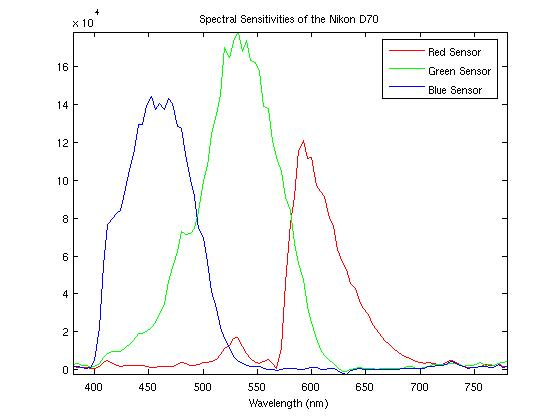 Spectral Sensitivities of the Nikon D70
x 10^4
Red Sensor
Green Sensor
Blue Sensor
16
14
12
10
8
6
4
2
0
400 450 500 550 600 650 700 750
Wavelength (nm)